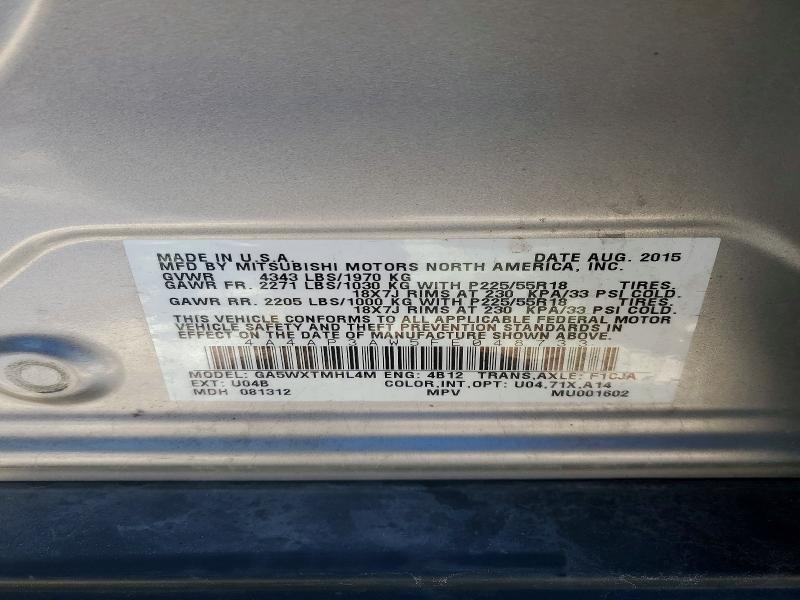 MADE IN U.S.A. DATE AUG. 2015
MFD BY MITSUBISHI MOTORS NORTH AMERICA, INC.
GVWR 4343 LBS/1970 KG
GAWR FR. 2271 LBS/1030 KG WITH P225/55R18 TIRES,
18X7J RIMS AT 230 KPA/33 PSI COLD.
GAWR RR. 2205 LBS/1000 KG WITH P225/55R18 TIRES,
18X7J RIMS AT 230 KPA/33 PSI COLD.
THIS VEHICLE CONFORMS TO ALL APPLICABLE FEDERAL MOTOR
VEHICLE SAFETY AND THEFT PREVENTION STANDARDS IN
EFFECT ON THE DATE OF MANUFACTURE SHOWN ABOVE.
MODEL: GA5WXTMHL4M ENG: 4B12 TRANS,AXLE: F1CJA
EXT: U04B COLOR,INT,OPT: U04,71X,A14
MDH 081312 MPV MU001602